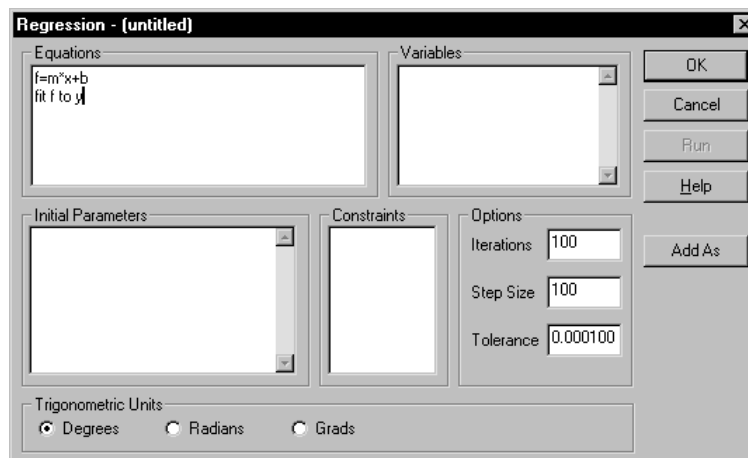 Regression - (untitled)
Equations
f=m*x+b
fit f to y
Variables
OK
Cancel
Run
Help
Add As
Initial Parameters
Constraints
Options
Iterations 100
Step Size 100
Tolerance 0.000100
Trigonometric Units
Degrees Radians Grads